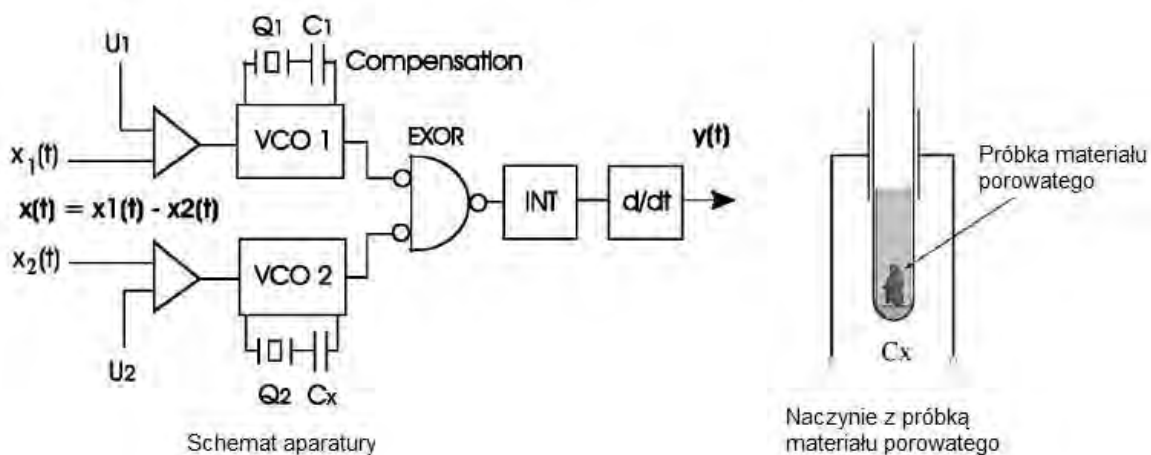 Q1 C1
U1
Compensation
VCO 1
EXOR
y(t)
x1(t)
INT
d/dt
x(t) = x1(t) - x2(t)
x2(t)
VCO 2
U2
Q2 Cx
Schemat aparatury
Próbka materiału
porowatego
Cx
Naczynie z próbką
materiału porowatego